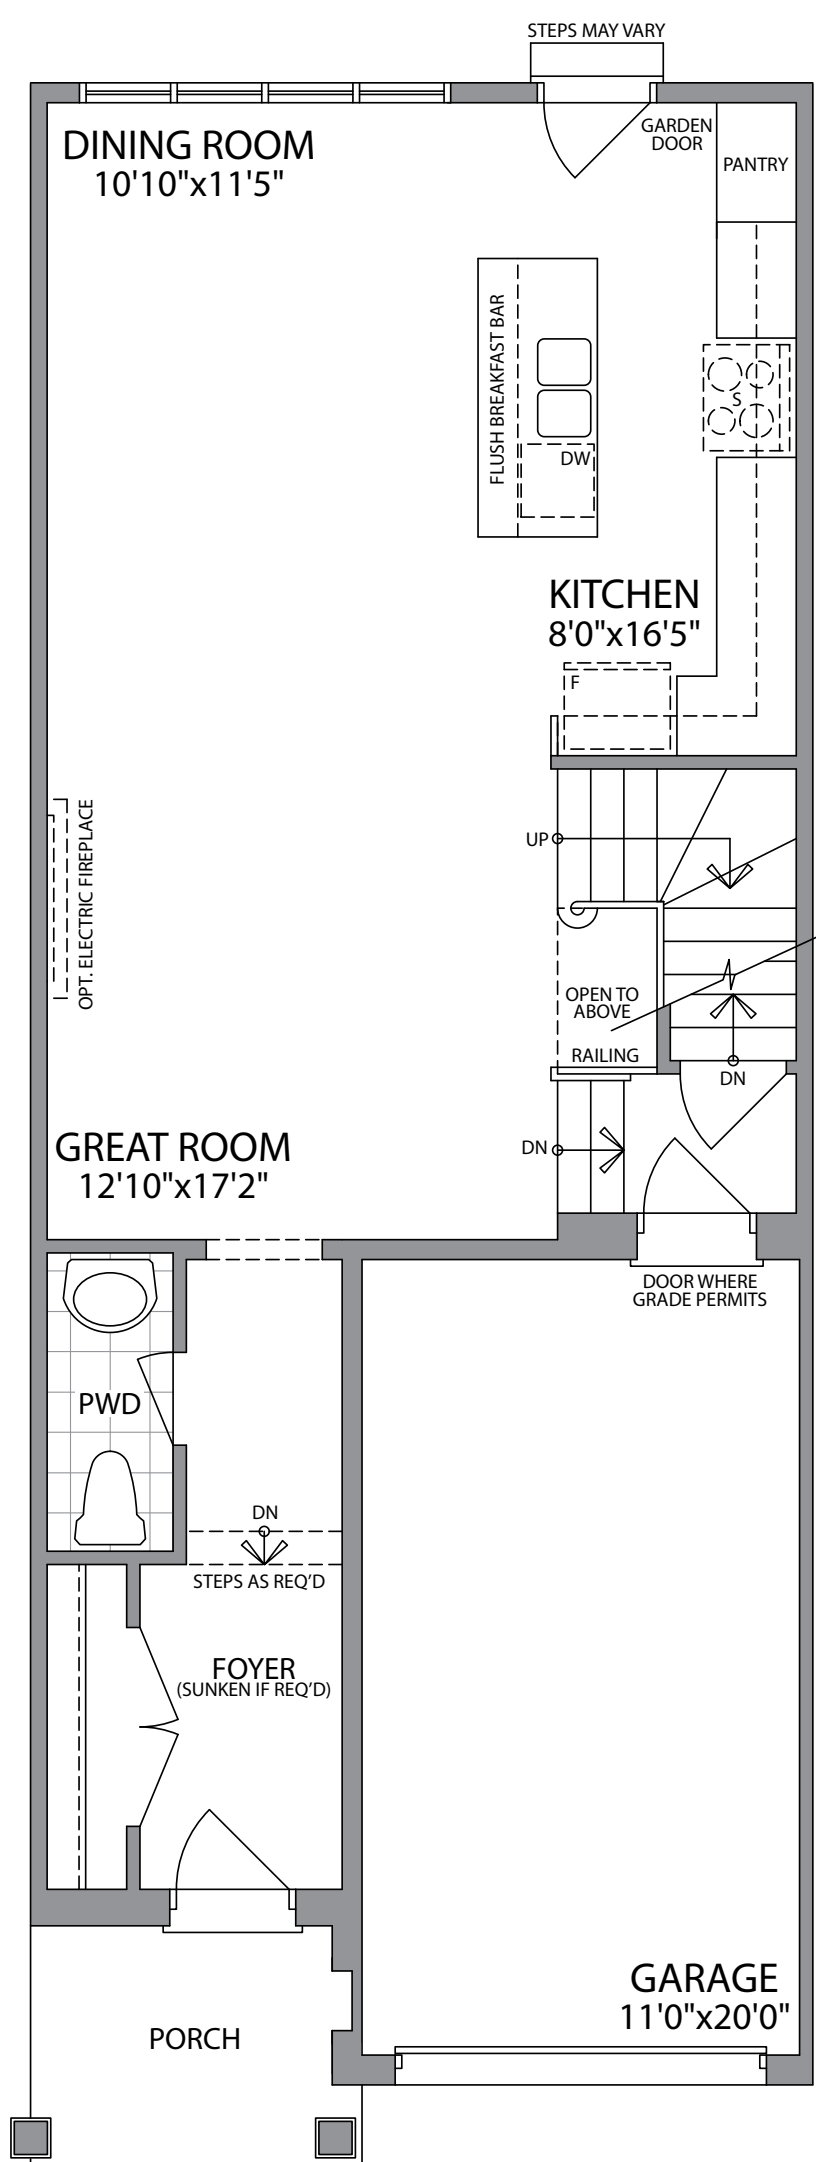 STEPS MAY VARY
DINING ROOM
10'10"x11'5"
GARDEN
DOOR
PANTRY
FLUSH BREAKFAST BAR
S
DW
KITCHEN
8'0"x16'5"
F
OPT. ELECTRIC FIREPLACE
UP
OPEN TO
ABOVE
RAILING
DN
DN
GREAT ROOM
12'10"x17'2"
DOOR WHERE
GRADE PERMITS
PWD
DN
STEPS AS REQ’D
FOYER
(SUNKEN IF REQ’D)
GARAGE
11'0"x20'0"
PORCH